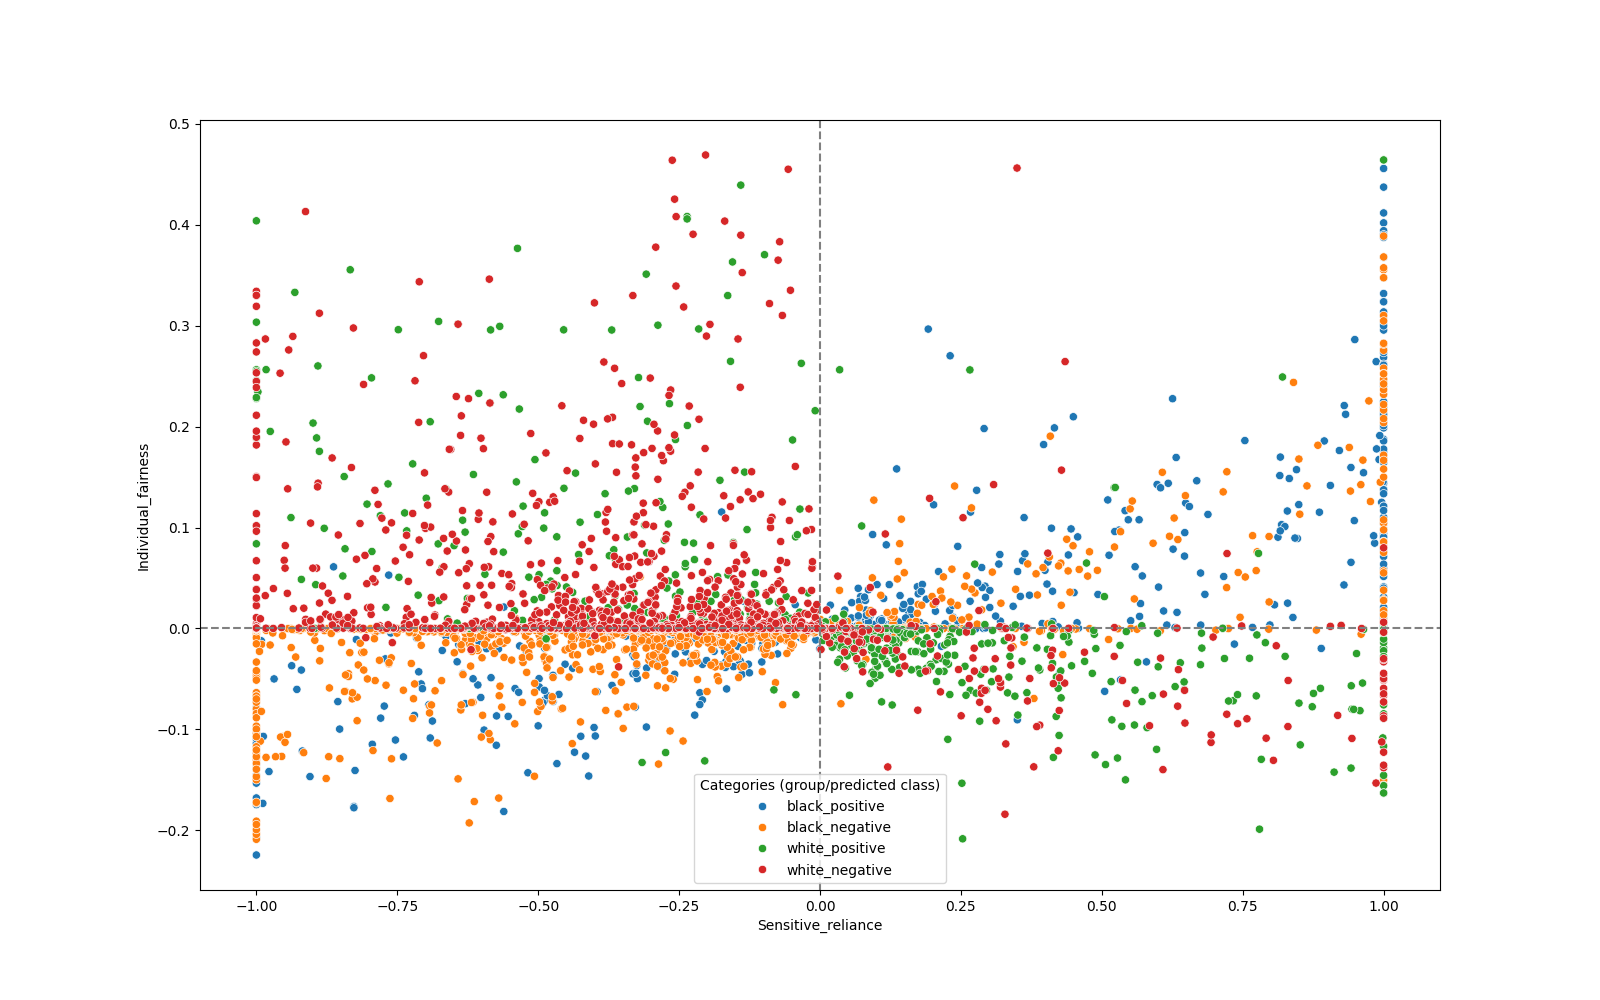 0.5
0.4
0.3
0.2
0.1
0.0
−0.1
−0.2
Individual_fairness
Categories (group/predicted class)
black_positive
black_negative
white_positive
white_negative
−1.00 −0.75 −0.50 −0.25 0.00 0.25 0.50 0.75 1.00
Sensitive_reliance